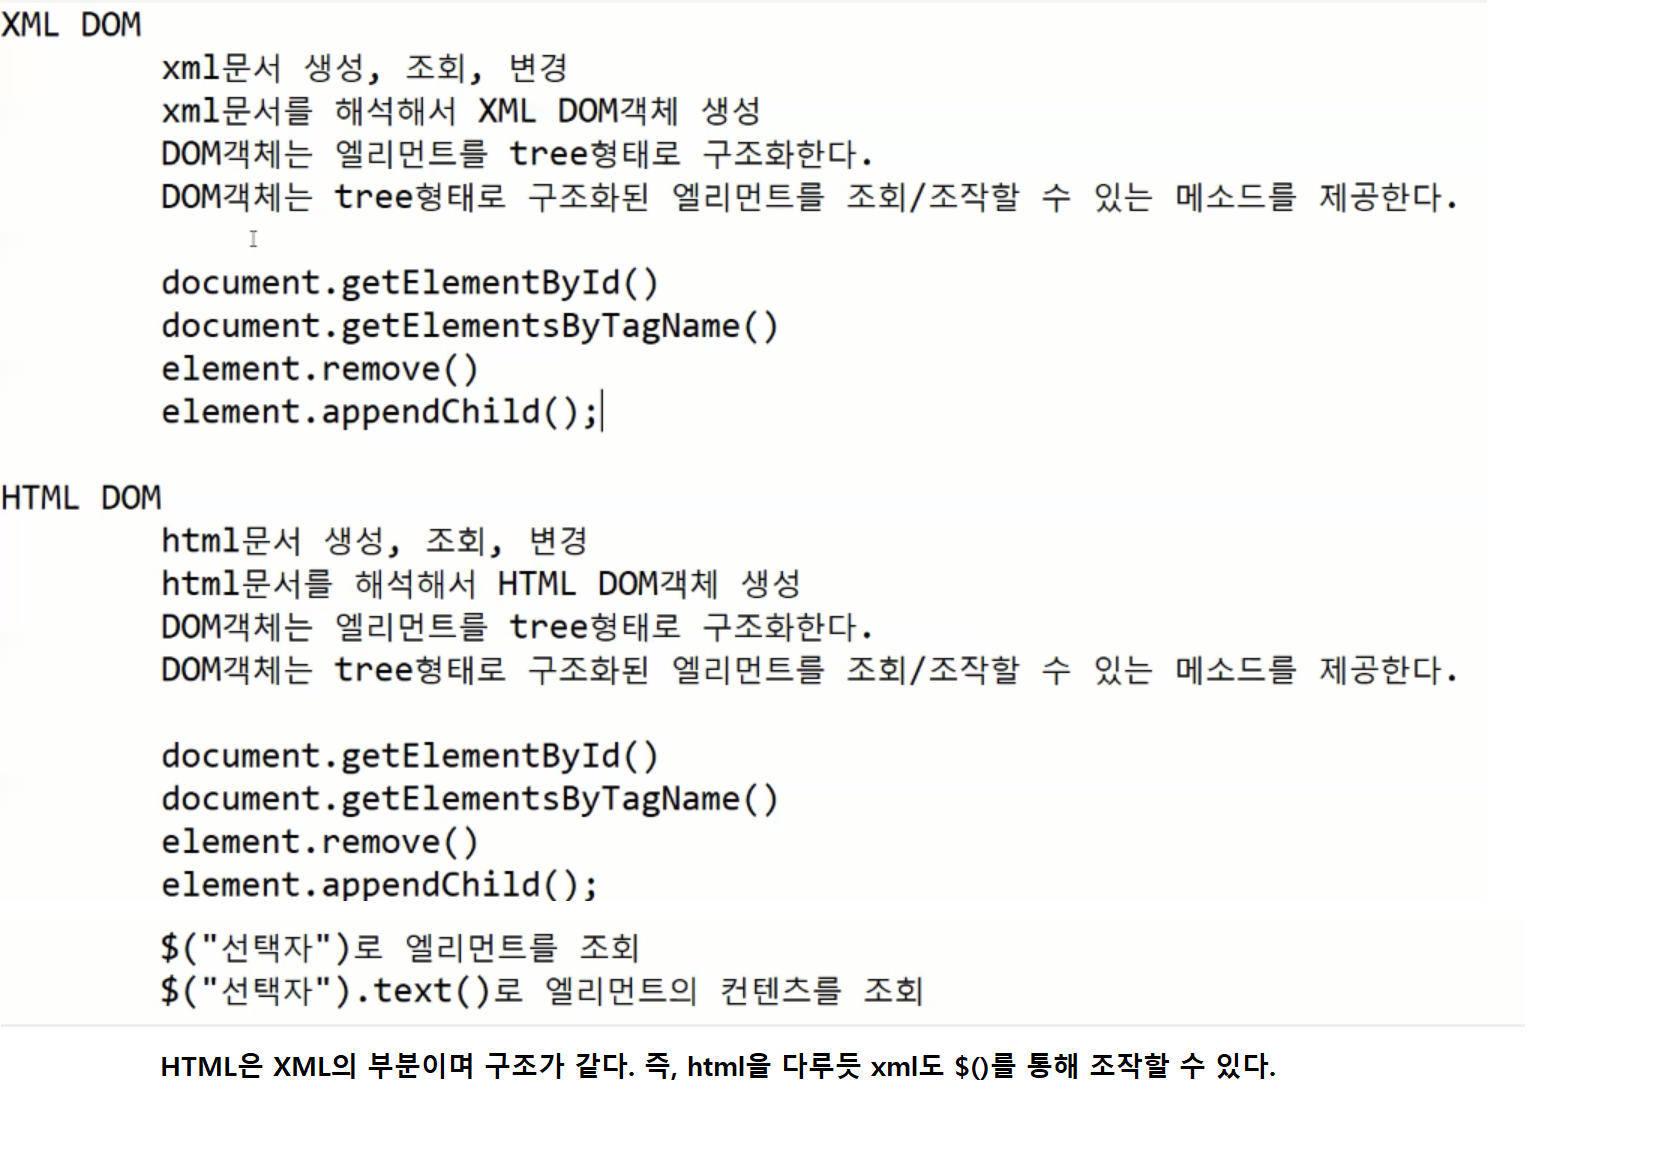 XML DOM
xml문서 생성, 조회, 변경
xml문서를 해석해서 XML DOM객체 생성
DOM객체는 엘리먼트를 tree형태로 구조화한다.
DOM객체는 tree형태로 구조화된 엘리먼트를 조회/조작할 수 있는 메소드를 제공한다.
document.getElementById()
document.getElementsByTagName()
element.remove()
element.appendChild();
HTML DOM
html문서 생성, 조회, 변경
html문서를 해석해서 HTML DOM객체 생성
DOM객체는 엘리먼트를 tree형태로 구조화한다.
DOM객체는 tree형태로 구조화된 엘리먼트를 조회/조작할 수 있는 메소드를 제공한다.
document.getElementById()
document.getElementsByTagName()
element.remove()
element.appendChild();
$("선택자")로 엘리먼트를 조회
$("선택자").text()로 엘리먼트의 컨텐츠를 조회
HTML은 XML의 부분이며 구조가 같다. 즉, html을 다루듯 xml도 $()를 통해 조작할 수 있다.